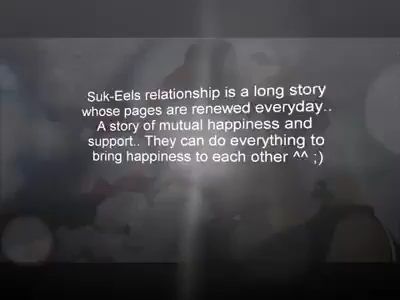 Suk-Eels relationship is a long story
whose pages are renewed everyday..
A story of mutual happiness and
support.. They can do everything to
bring happiness to each other ^^ ;)